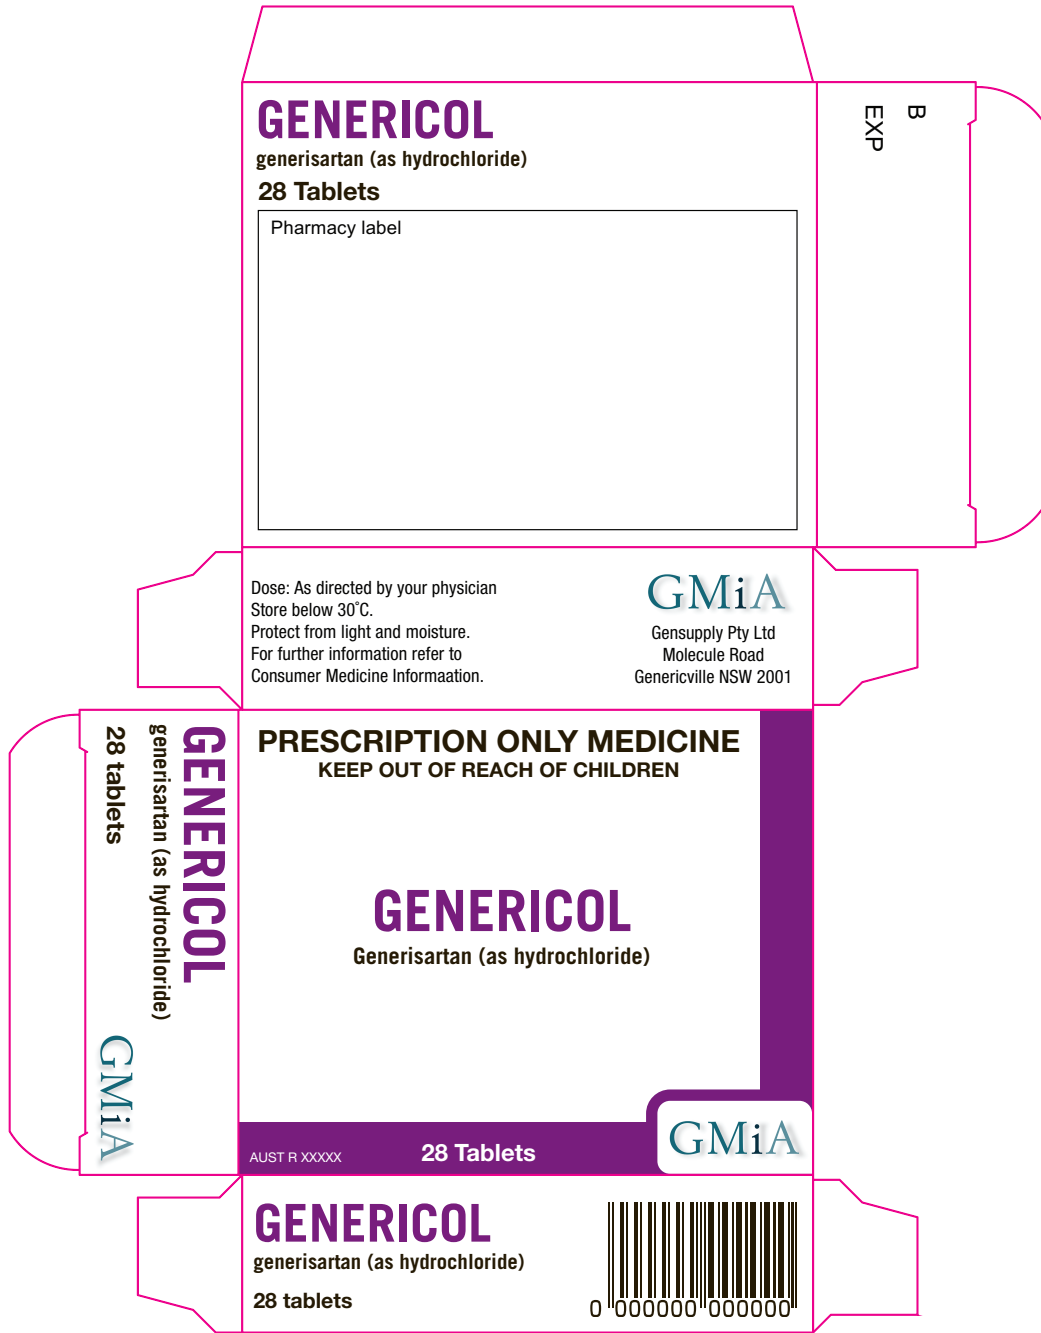 GENERICOL
generisartan (as hydrochloride)
28 Tablets
Pharmacy label
B
EXP
Dose: As directed by your physician
Store below 30˚C.
Protect from light and moisture.
For further information refer to
Consumer Medicine Informaation.
GMiA
Gensupply Pty Ltd
Molecule Road
Genericville NSW 2001
GENERICOL
generisartan (as hydrochloride)
28 tablets
GMiA
PRESCRIPTION ONLY MEDICINE
KEEP OUT OF REACH OF CHILDREN
GENERICOL
Generisartan (as hydrochloride)
AUST R XXXXX
28 Tablets
GMiA
GENERICOL
generisartan (as hydrochloride)
28 tablets
0 000000 000000